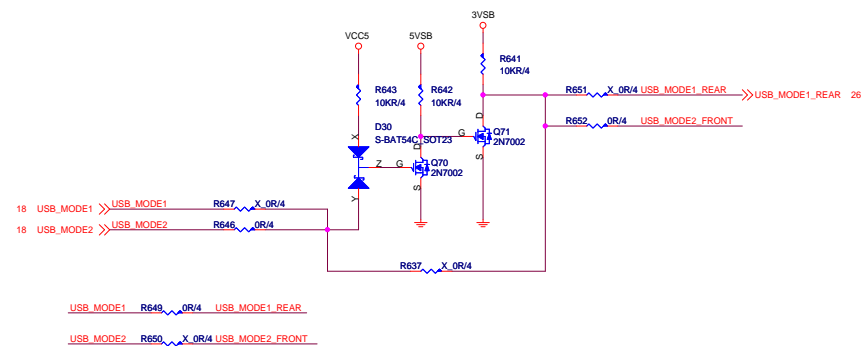 3VSB
VCC5
5VSB
R641
10KR/4
R643
10KR/4
R642
10KR/4
R651
X_0R/4
USB_MODE1_REAR
USB_MODE1_REAR 26
R652
0R/4
USB_MODE2_FRONT
D30
S-BAT54C_SOT23
X
Z
Y
G
D
S
Q70
2N7002
G
D
S
Q71
2N7002
18 USB_MODE1
USB_MODE1
R647
X_0R/4
18 USB_MODE2
USB_MODE2
R646
0R/4
R637
X_0R/4
USB_MODE1
R649
0R/4
USB_MODE1_REAR
USB_MODE2
R650
X_0R/4
USB_MODE2_FRONT